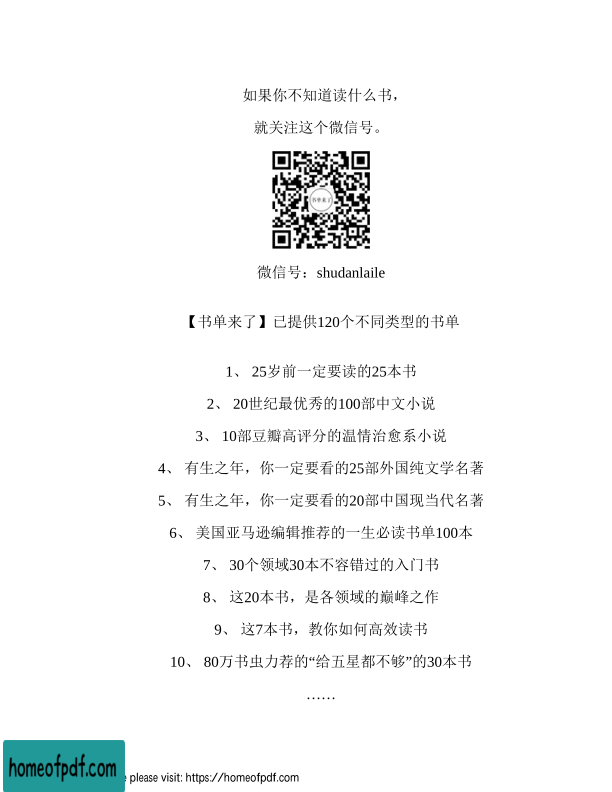 如果你不知道读什么书，
就关注这个微信号。
书单来了
微信号：shudanlaile
【书单来了】已提供120个不同类型的书单
1、 25岁前一定要读的25本书
2、 20世纪最优秀的100部中文小说
3、 10部豆瓣高评分的温情治愈系小说
4、 有生之年，你一定要看的25部外国纯文学名著
5、 有生之年，你一定要看的20部中国现当代名著
6、 美国亚马逊编辑推荐的一生必读书单100本
7、 30个领域30本不容错过的入门书
8、 这20本书，是各领域的巅峰之作
9、 这7本书，教你如何高效读书
10、 80万书虫力荐的“给五星都不够”的30本书
……
homeofpdf.com
please visit: https://homeofpdf.com